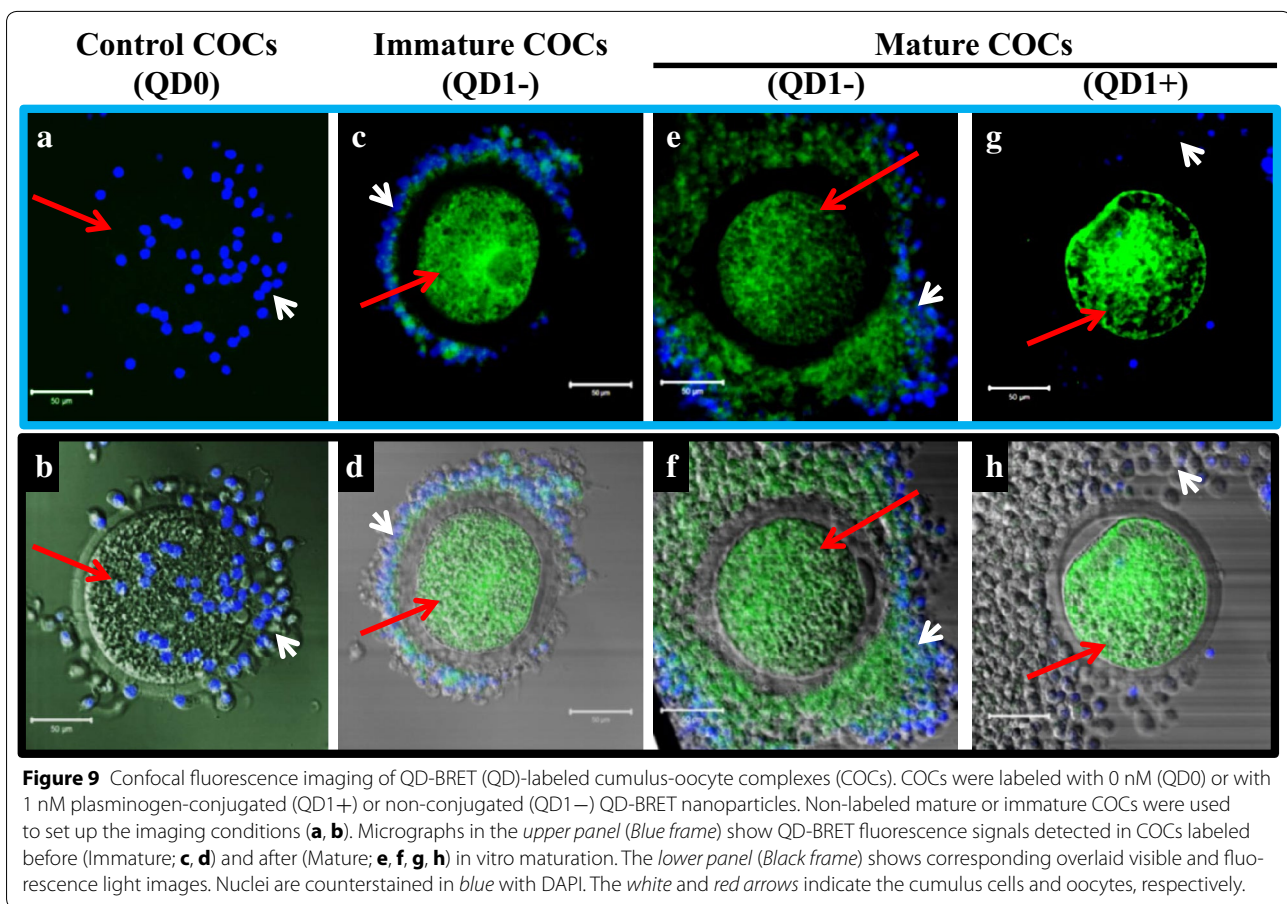 Control COCs
(QD0)
Immature COCs
(QD1-)
Mature COCs
(QD1-)
(QD1+)
a
c
e
g
50 µm
50 µm
50 µm
50 µm
b
d
f
h
50 µm
50 µm
Figure 9 Confocal fluorescence imaging of QD-BRET (QD)-labeled cumulus-oocyte complexes (COCs). COCs were labeled with 0 nM (QD0) or with
1 nM plasminogen-conjugated (QD1+) or non-conjugated (QD1−) QD-BRET nanoparticles. Non-labeled mature or immature COCs were used
to set up the imaging conditions (a, b). Micrographs in the upper panel (Blue frame) show QD-BRET fluorescence signals detected in COCs labeled
before (Immature; c, d) and after (Mature; e, f, g, h) in vitro maturation. The lower panel (Black frame) shows corresponding overlaid visible and fluo-
rescence light images. Nuclei are counterstained in blue with DAPI. The white and red arrows indicate the cumulus cells and oocytes, respectively.